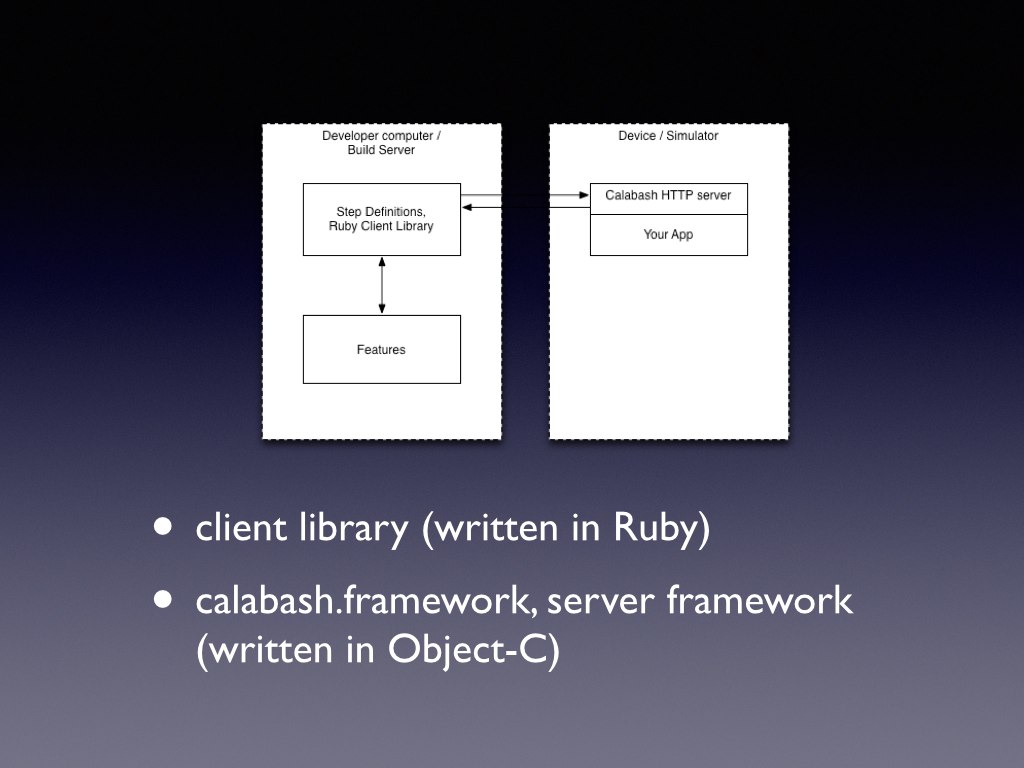 Developer computer /
Build Server
Step Definitions,
Ruby Client Library
Features
Device / Simulator
Calabash HTTP server
Your App
• client library (written in Ruby)
• calabash.framework, server framework
(written in Object-C)